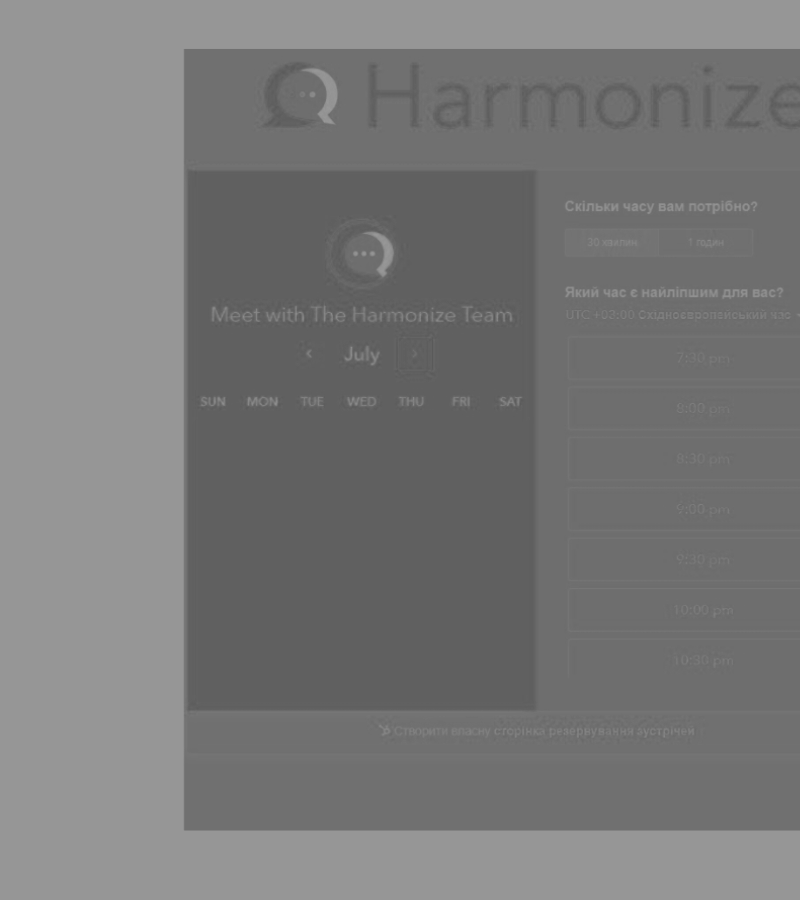 Harmonize
Meet with The Harmonize Team
July
SUN MON TUE WED THU FRI SAT
Скільки часу вам потрібно?
30 хвилин 1 годин
Який час є найліпшим для вас?
UTC +03:00 Східноєвропейський час
7:30 pm
8:00 pm
8:30 pm
9:00 pm
9:30 pm
10:00 pm
10:30 pm
Створити власну сторінка резервування зустрічей